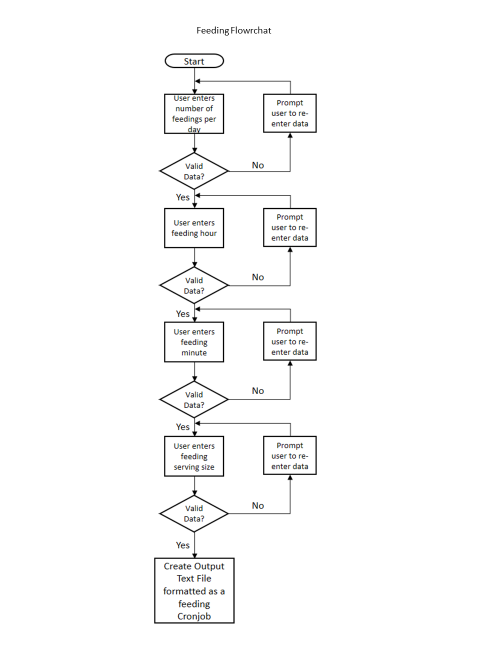 Feeding Flowrchat
Start
User enters
number of
feedings per
day
Prompt
user to re-
enter data
Valid
Data?
No
Yes
User enters
feeding hour
Prompt
user to re-
enter data
Valid
Data?
No
Yes
User enters
feeding
minute
Prompt
user to re-
enter data
Valid
Data?
No
Yes
User enters
feeding
serving size
Prompt
user to re-
enter data
Valid
Data?
No
Yes
Create Output
Text File
formatted as a
feeding
Cronjob